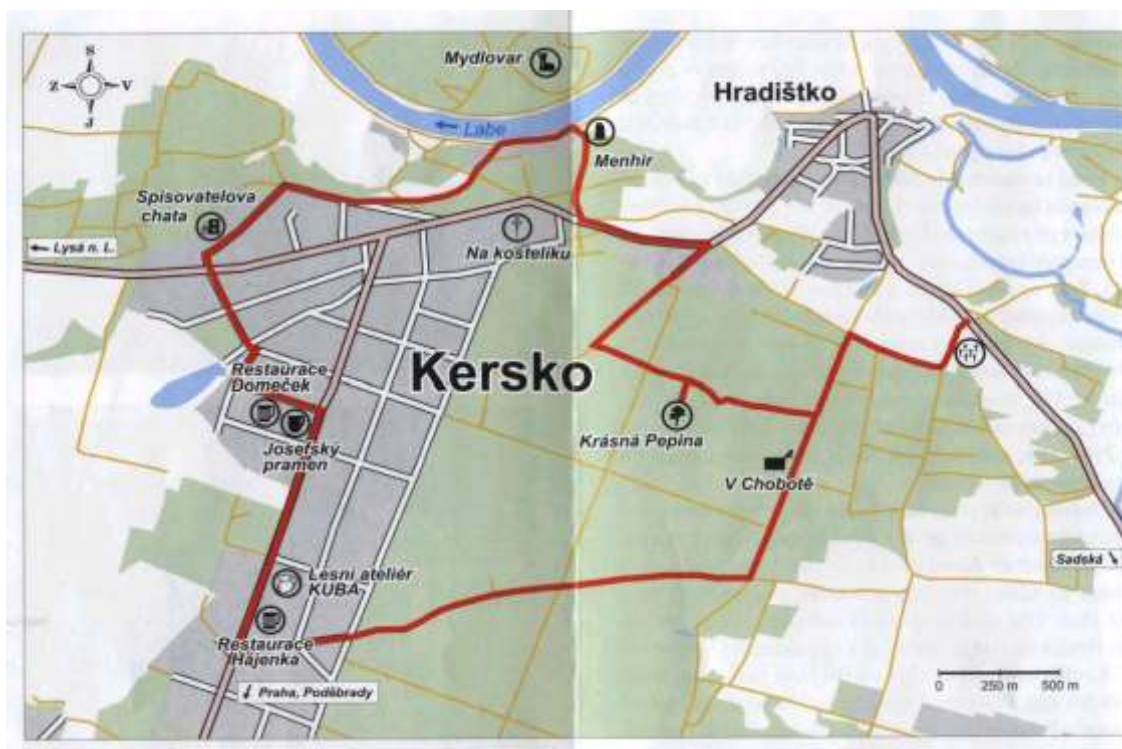 S
Z V
J
Mydlovar
Hradištko
Labe
Menhir
Spisovatelova
chata
Lysá n. L.
Na kostelíku
Kersko
Restaurace
Domeček
Josefský
pramen
Krásná Pepina
V Chobotě
Sadská
Lesní ateliér
KUBA
Restaurace
Hájenka
Praha, Poděbrady
0 250 m 500 m